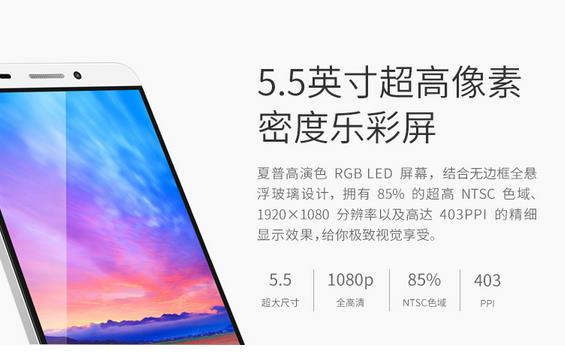 5.5英寸超高像素
密度乐彩屏
夏普高演色 RGB LED 屏幕，结合无边框全悬
浮玻璃设计，拥有 85% 的超高 NTSC 色域、
1920×1080 分辨率以及高达 403PPI 的精细
显示效果，给你极致视觉享受。
5.5 1080p 85% 403
超大尺寸 全高清 NTSC色域 PPI